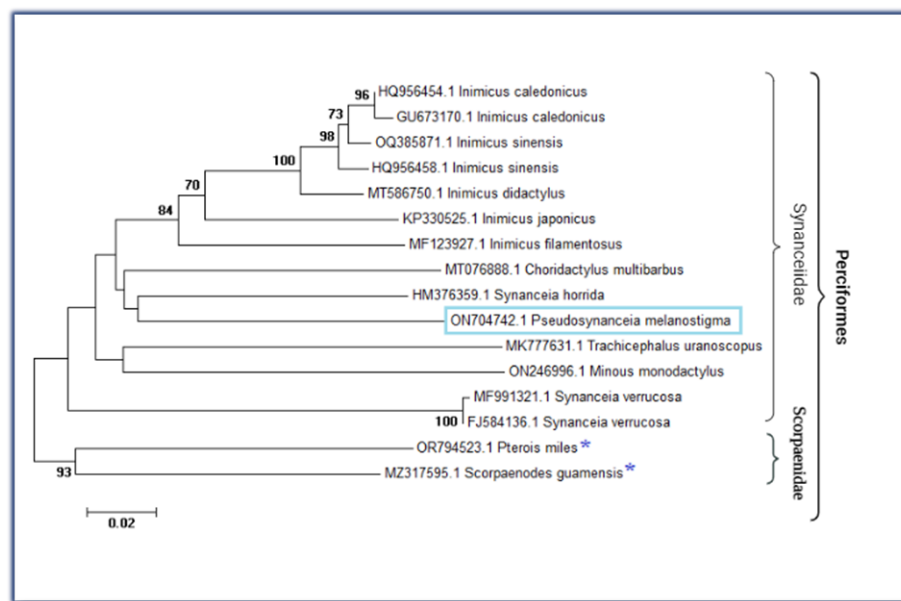 96
HQ956454.1 Inimicus caledonicus
73
GU673170.1 Inimicus caledonicus
98
OQ385871.1 Inimicus sinensis
100
HQ956458.1 Inimicus sinensis
70
MT586750.1 Inimicus didactylus
84
KP330525.1 Inimicus japonicus
MF123927.1 Inimicus filamentosus
MT076888.1 Choridactylus multibarbus
HM376359.1 Synanceia horrida
ON704742.1 Pseudosynanceia melanostigma
MK777631.1 Trachicephalus uranoscopus
ON246996.1 Minous monodactylus
MF991321.1 Synanceia verrucosa
100
FJ584136.1 Synanceia verrucosa
OR794523.1 Pterois miles*
93
MZ317595.1 Scorpaenodes guamensis*
0.02
Synanceiidae
Scorpaenidae
Perciformes